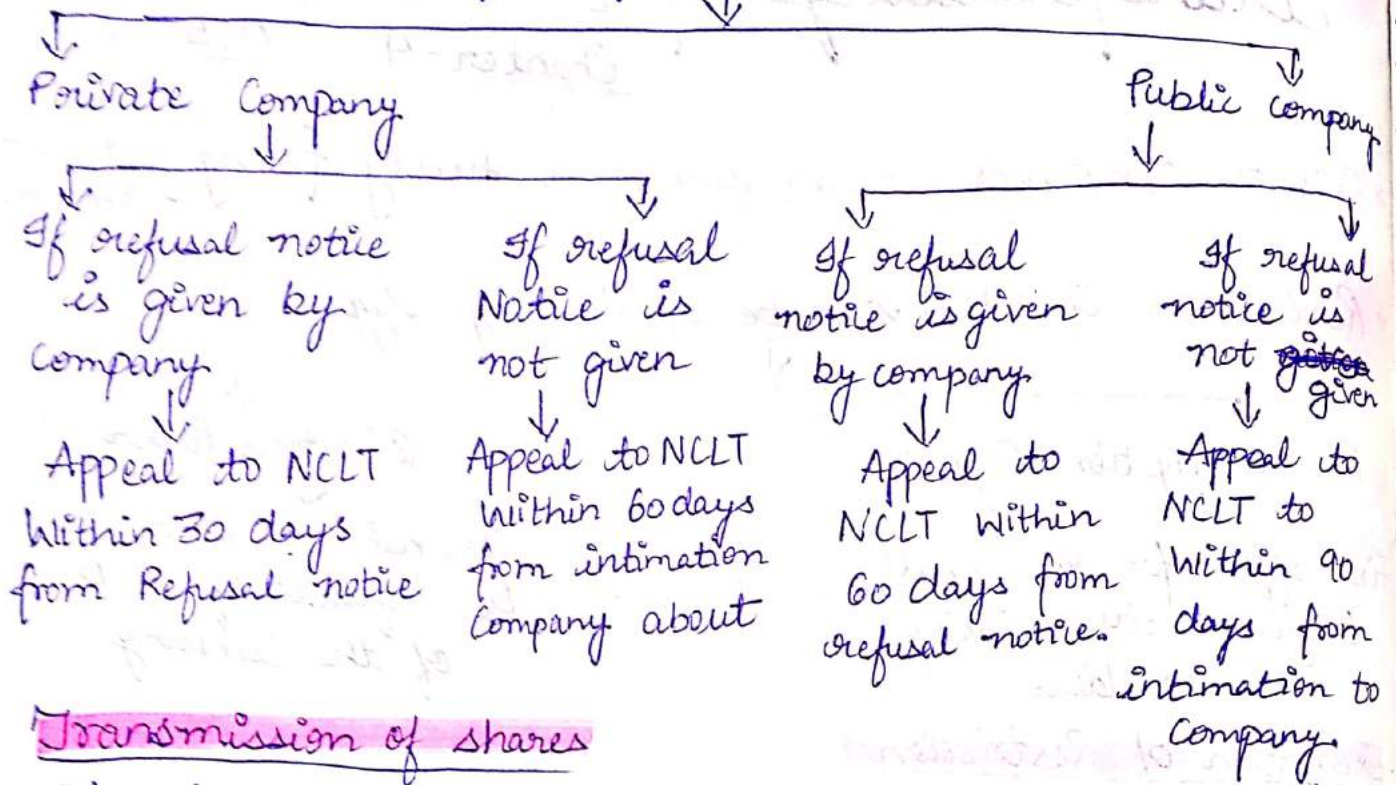 Private Company
Public company
If refusal notice
is given by
Company
If refusal
Notice is
not given
If refusal
notice is given
by company.
If refusal
notice is
not
given
Appeal to NCLT
Within 30 days
from Refusal notice
Appeal to NCLT
Within 60 days
from intimation
Company about
Appeal to
NCLT Within
60 days from
refusal notice.
Appeal to
NCLT to
Within 90
days from
intimation to
Company.
Transmission of shares